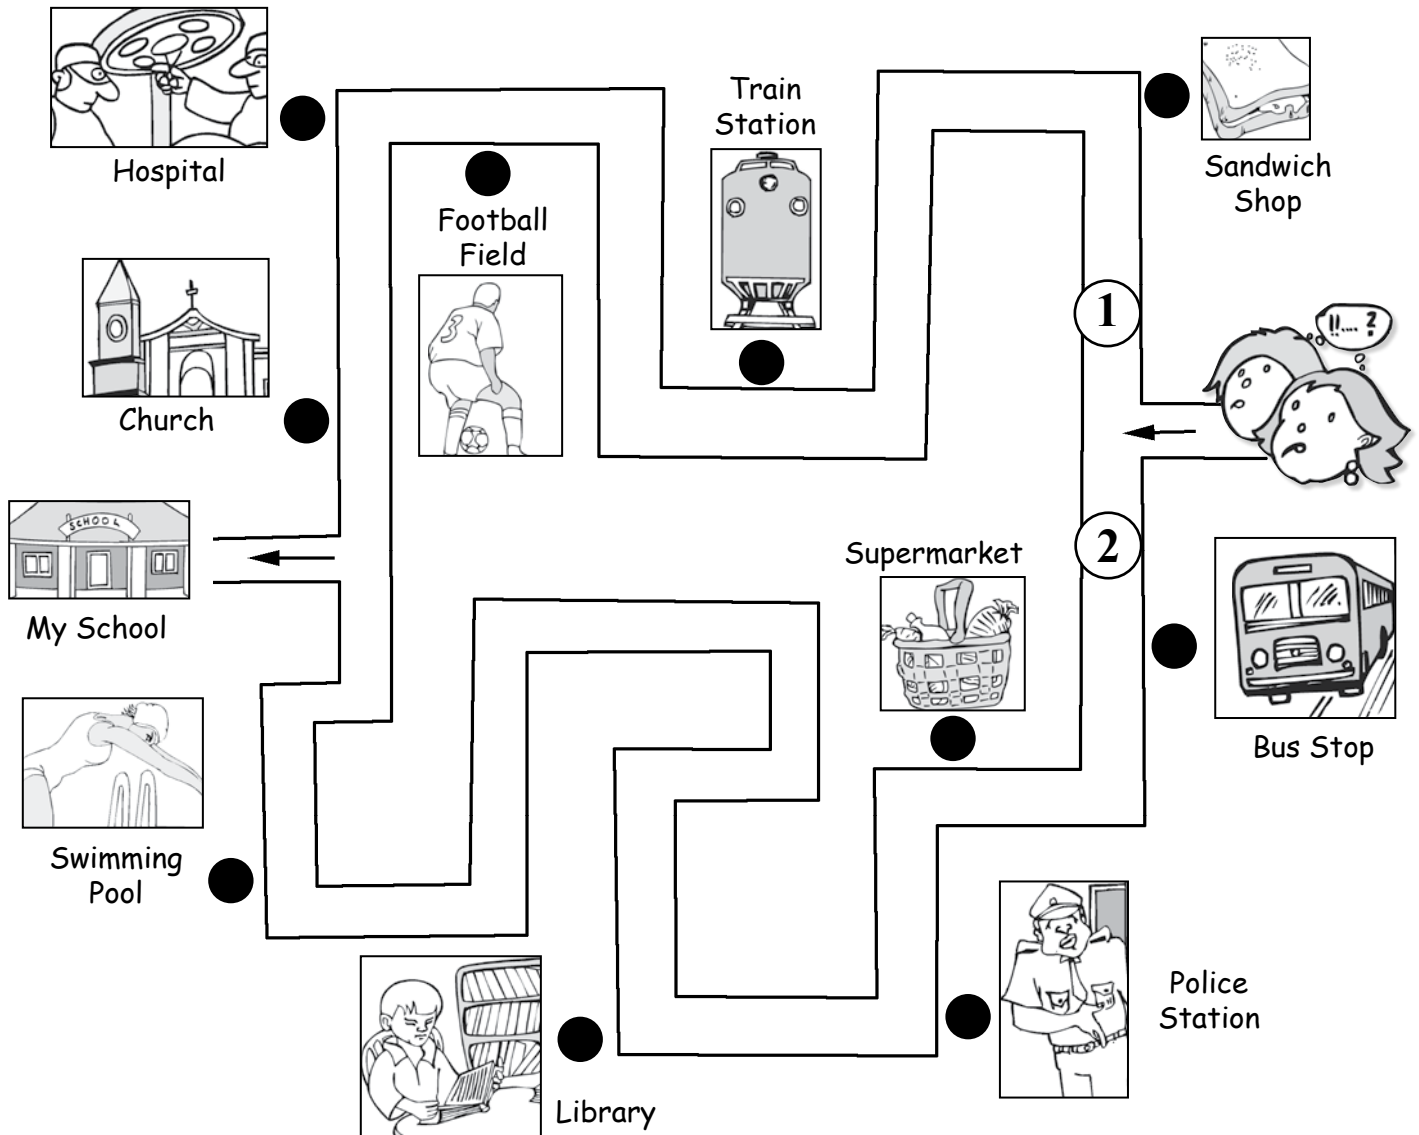 Hospital
Train
Station
Sandwich
Shop
Football
Field
3
1
!!.... ?
Church
SCHOOL
My School
2
Supermarket
Bus Stop
Swimming
Pool
Police
Station
Library